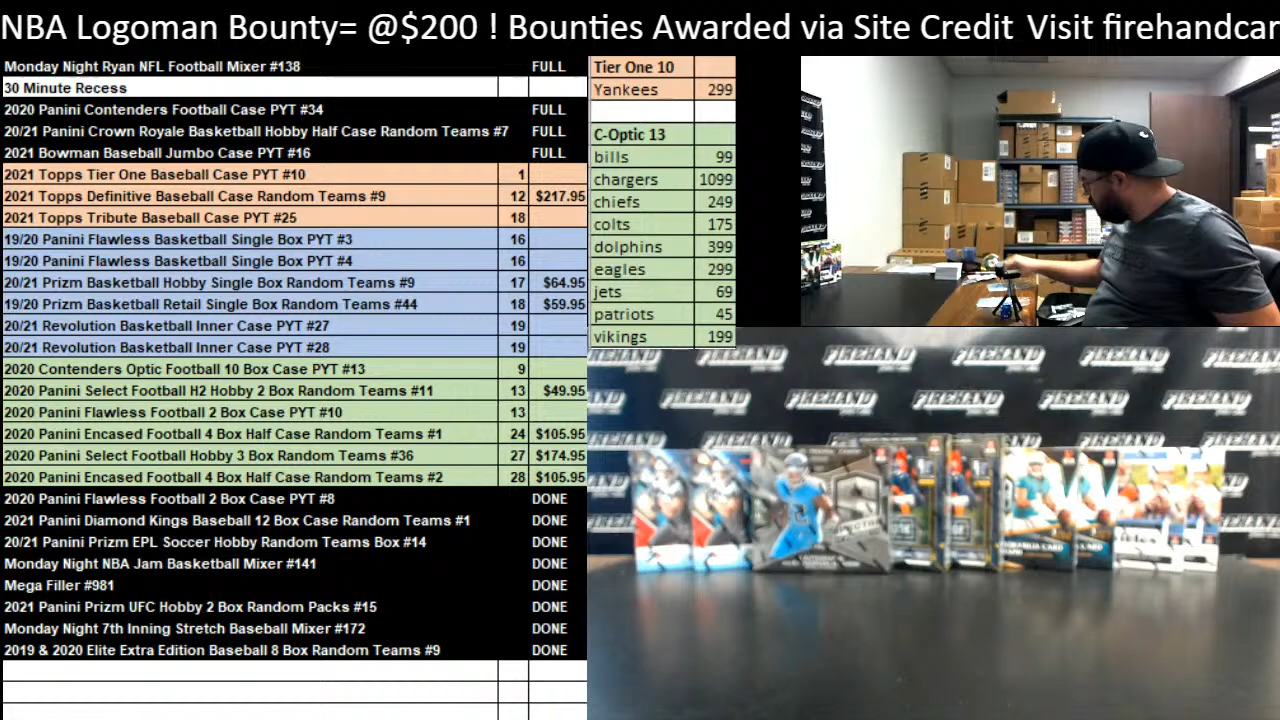 NBA Logoman Bounty= @$200 ! Bounties Awarded via Site Credit Visit firehandcar
Monday Night Ryan NFL Football Mixer #138 FULL
30 Minute Recess
2020 Panini Contenders Football Case PYT #34 FULL
20/21 Panini Crown Royale Basketball Hobby Half Case Random Teams #7 FULL
2021 Bowman Baseball Jumbo Case PYT #16 FULL
2021 Topps Tier One Baseball Case PYT #10 1
2021 Topps Definitive Baseball Case Random Teams #9 12 $217.95
2021 Topps Tribute Baseball Case PYT #25 18
19/20 Panini Flawless Basketball Single Box PYT #3 16
19/20 Panini Flawless Basketball Single Box PYT #4 16
20/21 Prizm Basketball Hobby Single Box Random Teams #9 17 $64.95
19/20 Prizm Basketball Retail Single Box Random Teams #44 18 $59.95
20/21 Revolution Basketball Inner Case PYT #27 19
20/21 Revolution Basketball Inner Case PYT #28 19
2020 Contenders Optic Football 10 Box Case PYT #13 9
2020 Panini Select Football H2 Hobby 2 Box Random Teams #11 13 $49.95
2020 Panini Flawless Football 2 Box Case PYT #10 13
2020 Panini Encased Football 4 Box Half Case Random Teams #1 24 $105.95
2020 Panini Select Football Hobby 3 Box Random Teams #36 27 $174.95
2020 Panini Encased Football 4 Box Half Case Random Teams #2 28 $105.95
2020 Panini Flawless Football 2 Box Case PYT #8 DONE
2021 Panini Diamond Kings Baseball 12 Box Case Random Teams #1 DONE
20/21 Panini Prizm EPL Soccer Hobby Random Teams Box #14 DONE
Monday Night NBA Jam Basketball Mixer #141 DONE
Mega Filler #981 DONE
2021 Panini Prizm UFC Hobby 2 Box Random Packs #15 DONE
Monday Night 7th Inning Stretch Baseball Mixer #172 DONE
2019 & 2020 Elite Extra Edition Baseball 8 Box Random Teams #9 DONE
Tier One 10
Yankees 299
C-Optic 13
bills 99
chargers 1099
chiefs 249
colts 175
dolphins 399
eagles 299
jets 69
patriots 45
vikings 199
FIREHAND FIREHAND FIREHAND FIREHAND
FIREHAND FIREHAND FIREHAND FIREHAND